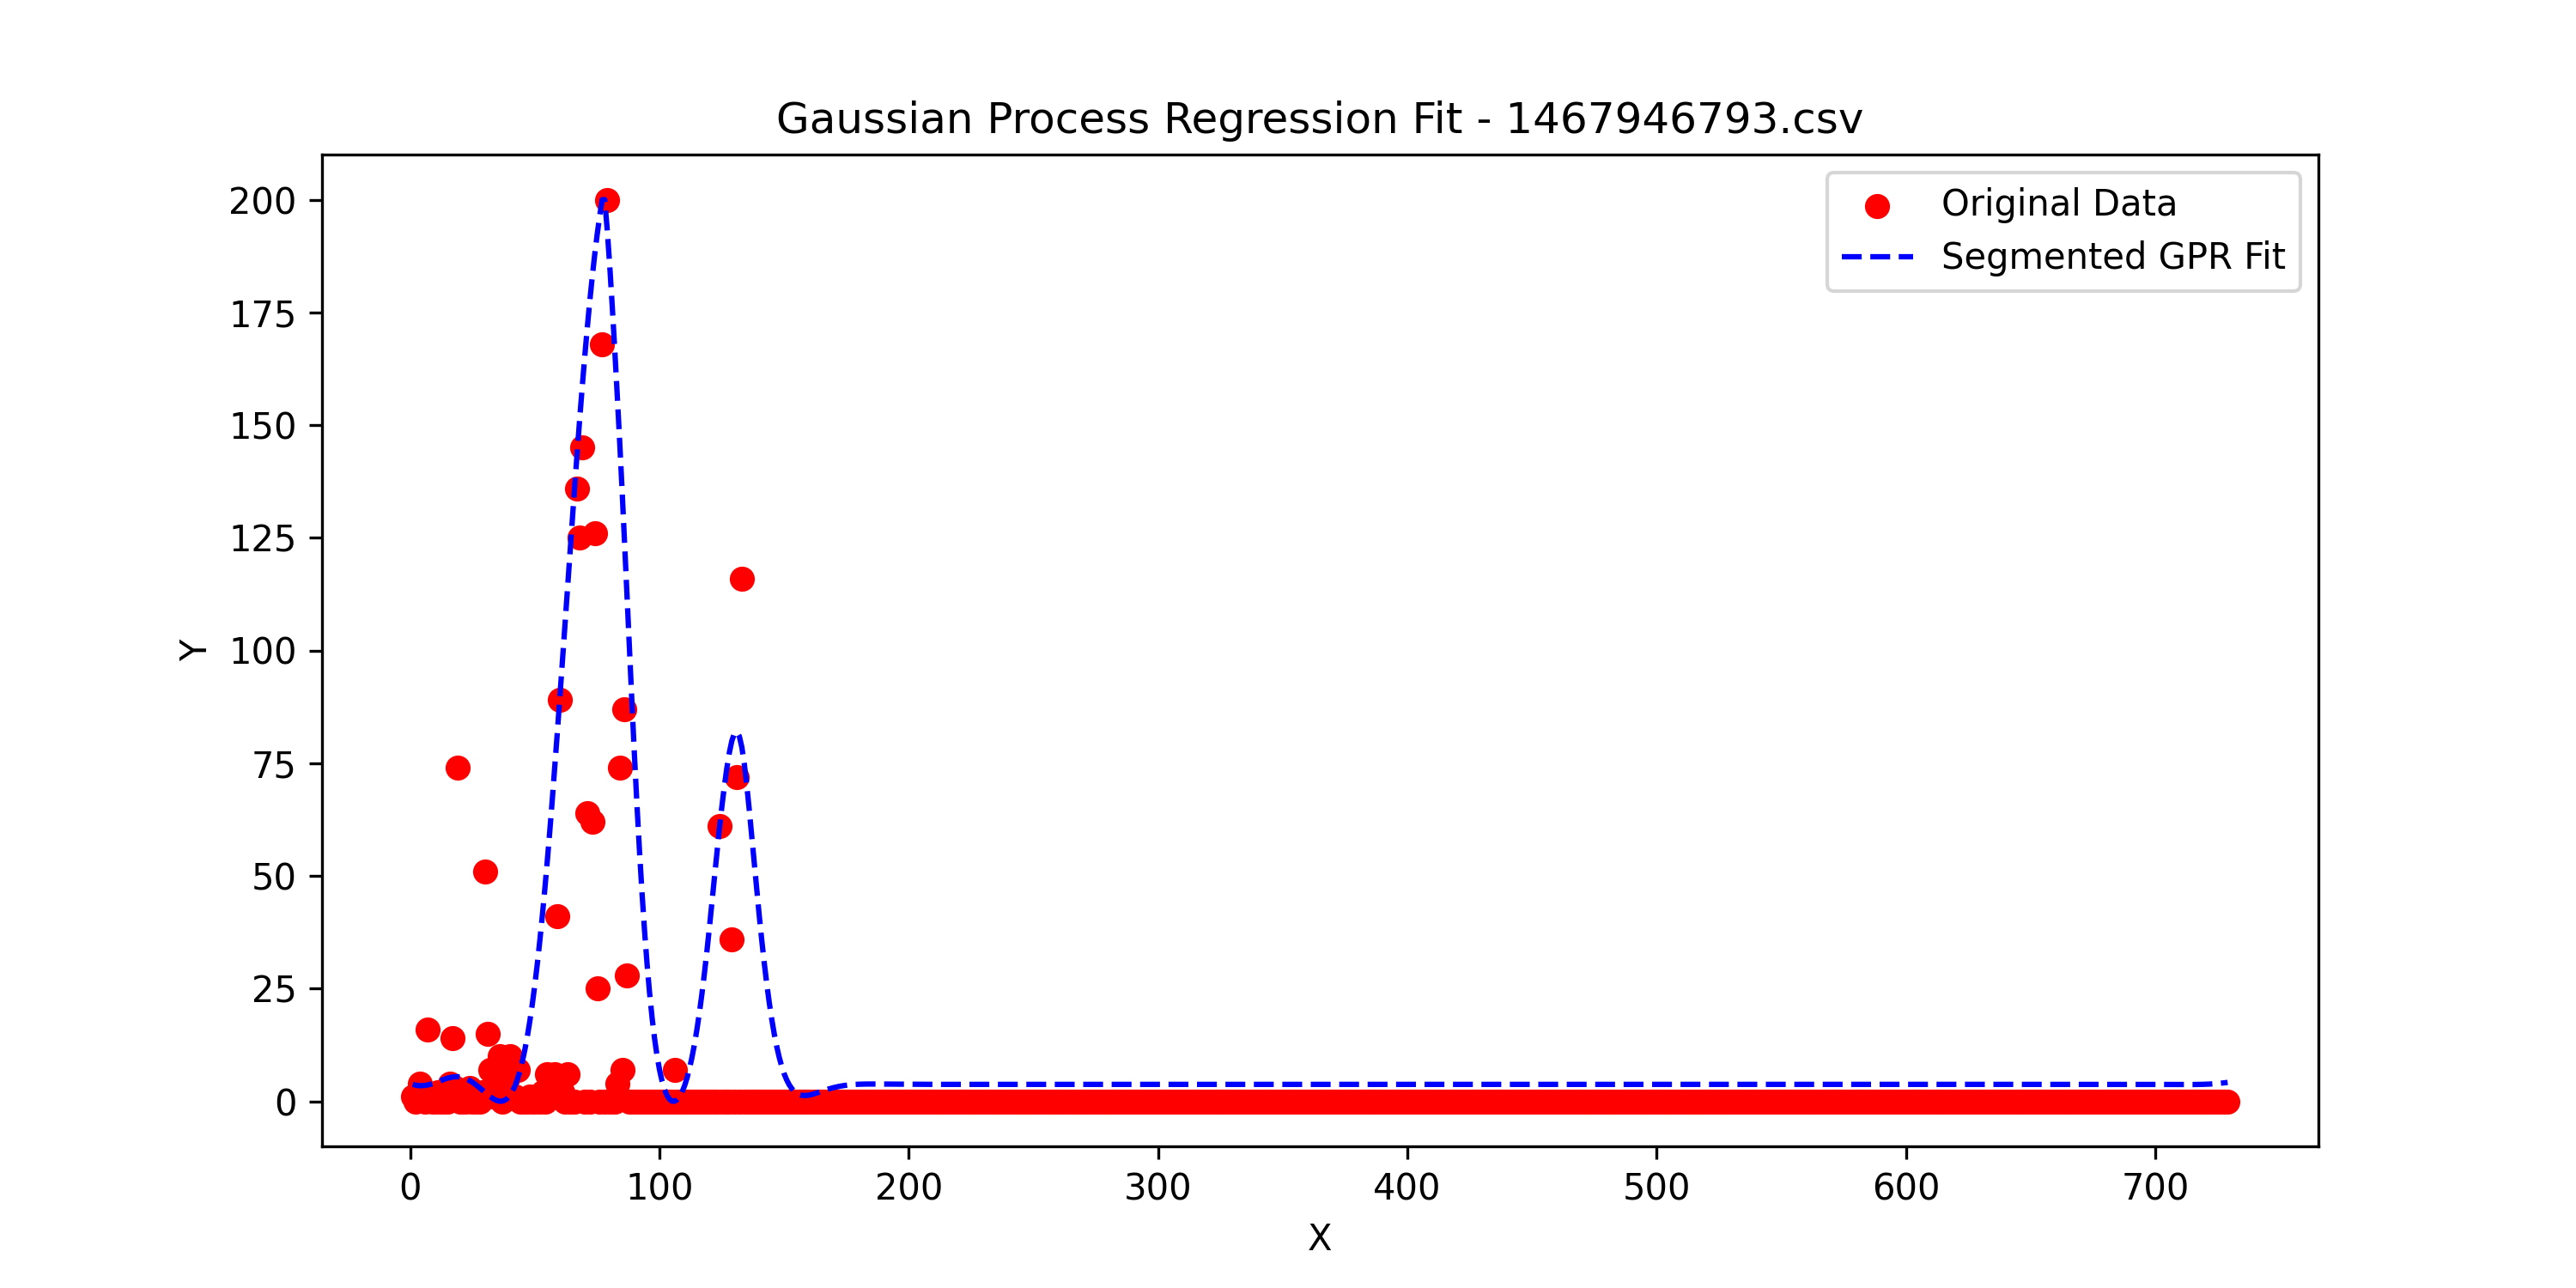 Gaussian Process Regression Fit - 1467946793.csv
Original Data
Segmented GPR Fit
200
175
150
125
100
75
50
25
0
Y
0 100 200 300 400 500 600 700
X